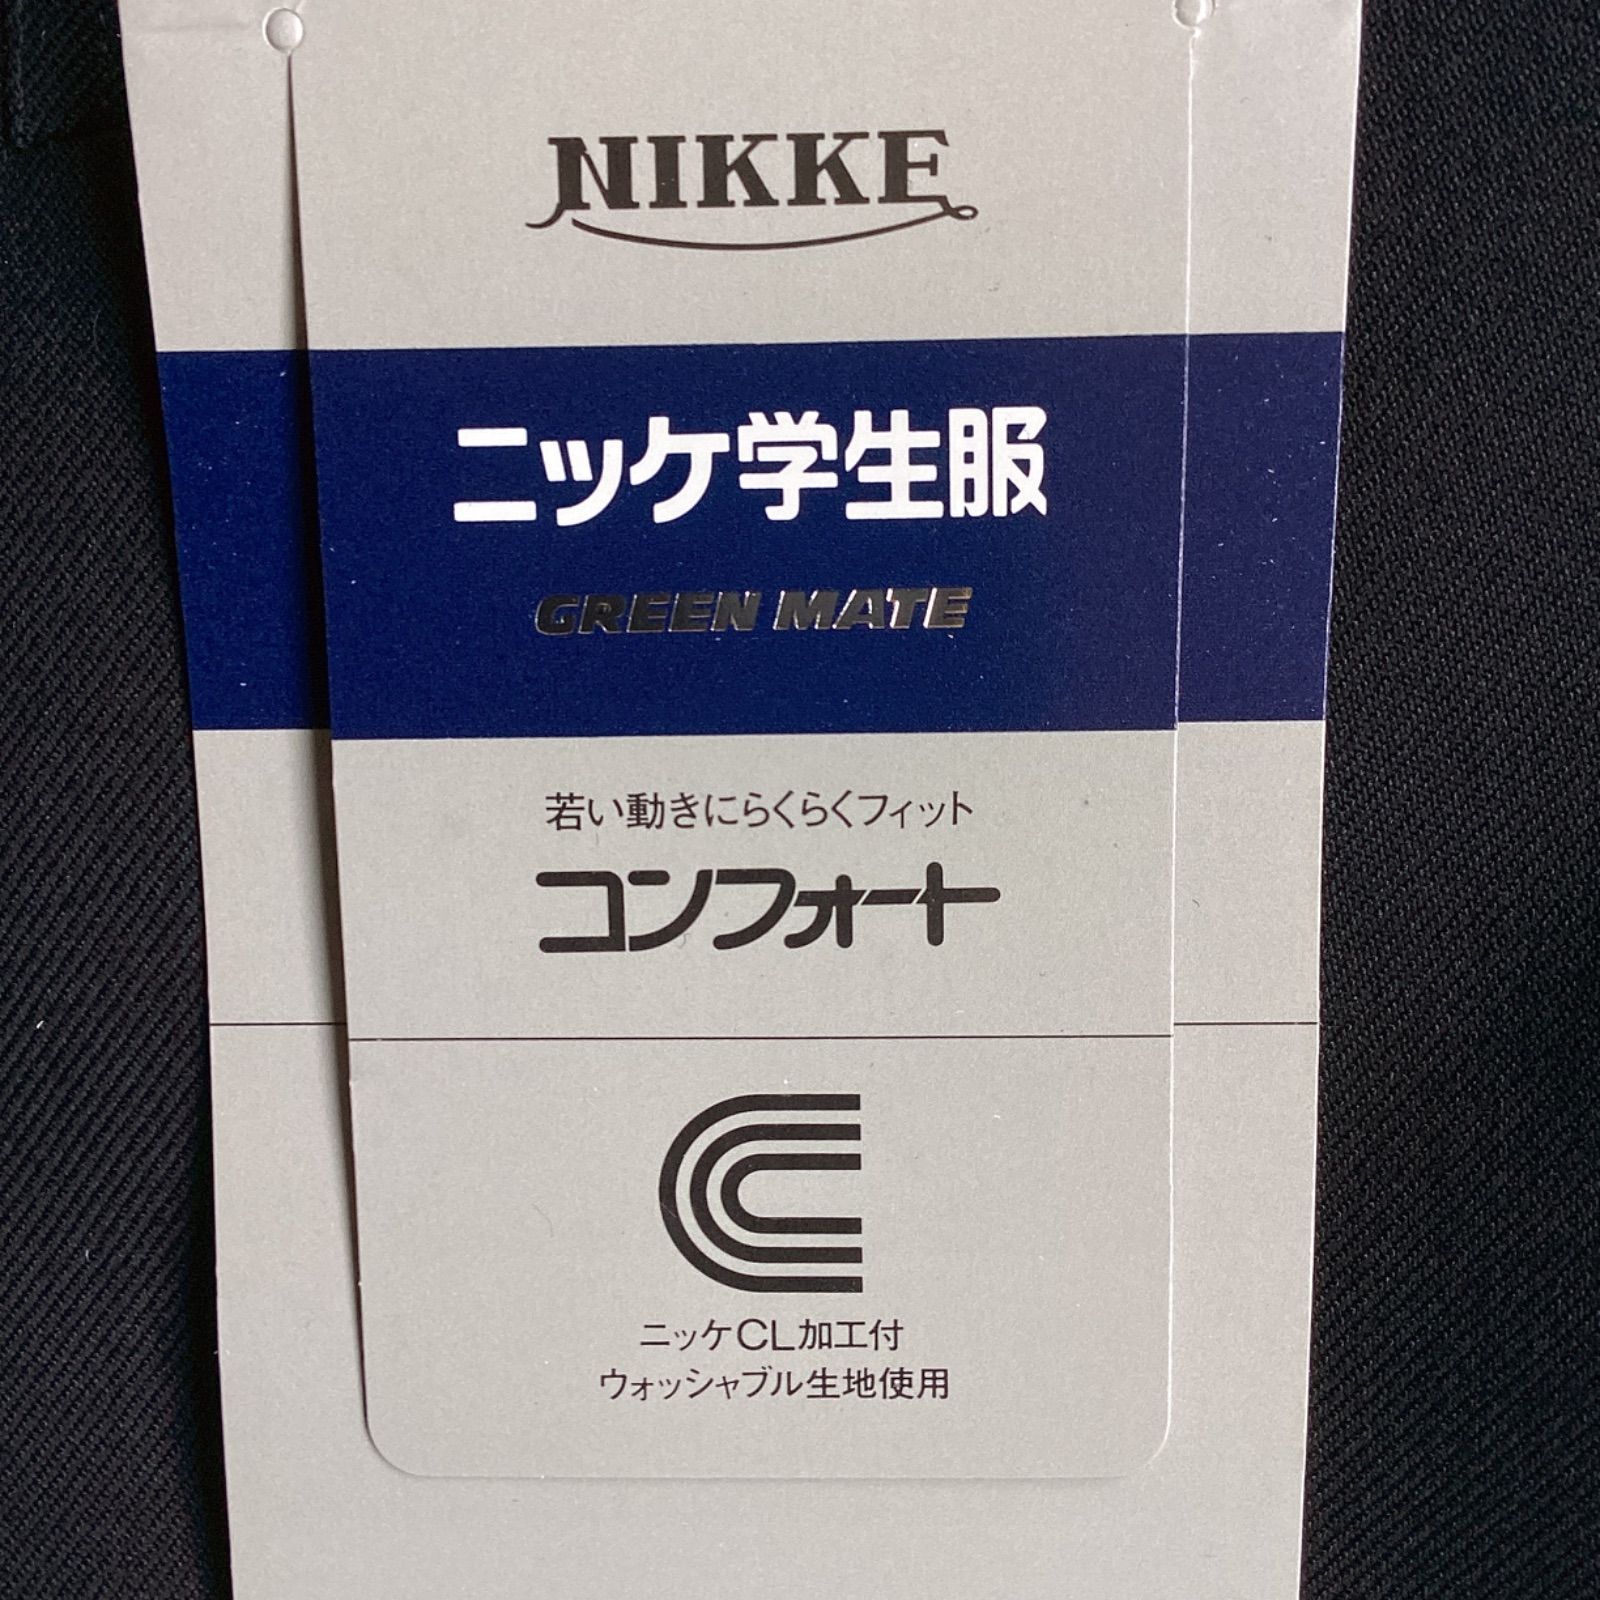 NIKKE
ニッケ学生服
GREEN MATE
若い動きにらくらくフィット
コンフォート
ニッケCL加工付
ウォッシャブル生地使用